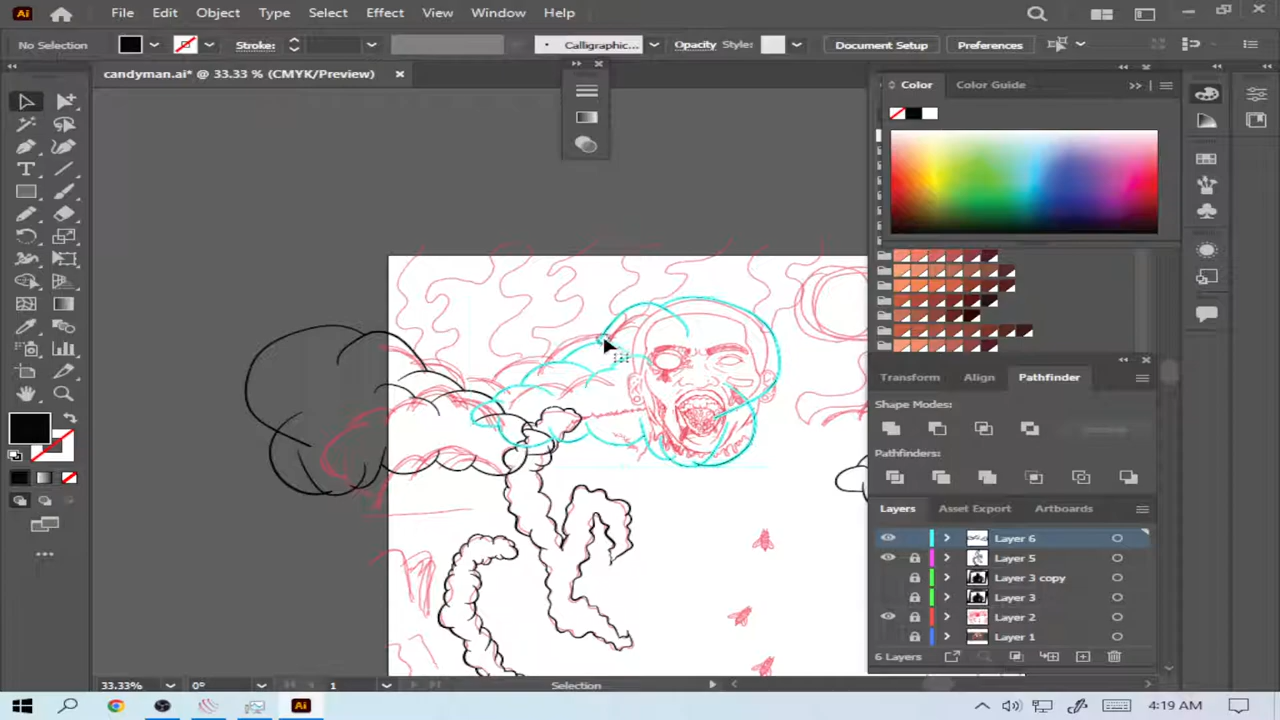 Ai File Edit Object Type Select Effect View Window Help
No Selection Stroke: Calligraphic... Opacity Style: Document Setup Preferences
candyman.ai* @ 33.33 % (CMYK/Preview)
Color Color Guide
Transform Align Pathfinder
Shape Modes:
Pathfinders:
Layers Asset Export Artboards
Layer 6
Layer 5
Layer 3 copy
Layer 3
Layer 2
Layer 1
6 Layers
33.33% 0° 1 Selection
Ai 4:19 AM